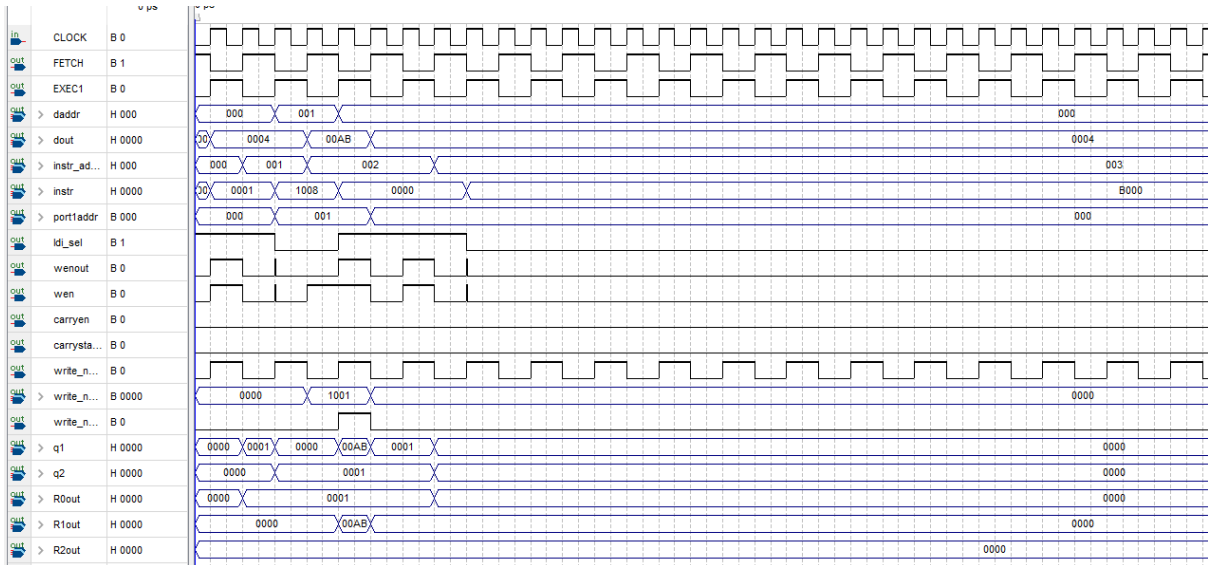 0 ps
in CLOCK B 0
out FETCH B 1
out EXEC1 B 0
out > daddr H 000 000 001 000
out > dout H 0000 0004 00AB 0004
out > instr_ad... H 000 000 001 002 003
out > instr H 0000 0001 1008 0000 B000
out > port1addr B 000 000 001 000
out ldi_sel B 1
out wenout B 0
out wen B 0
out carryen B 0
out carrysta... B 0
out write_n... B 0
out > write_n... B 0000 0000 1001 0000
out write_n... B 0
out > q1 H 0000 0000 0001 0000 00AB 0001 0000
out > q2 H 0000 0000 0001 0000
out > R0out H 0000 0000 0001 0000
out > R1out H 0000 0000 00AB 0000
out > R2out H 0000 0000